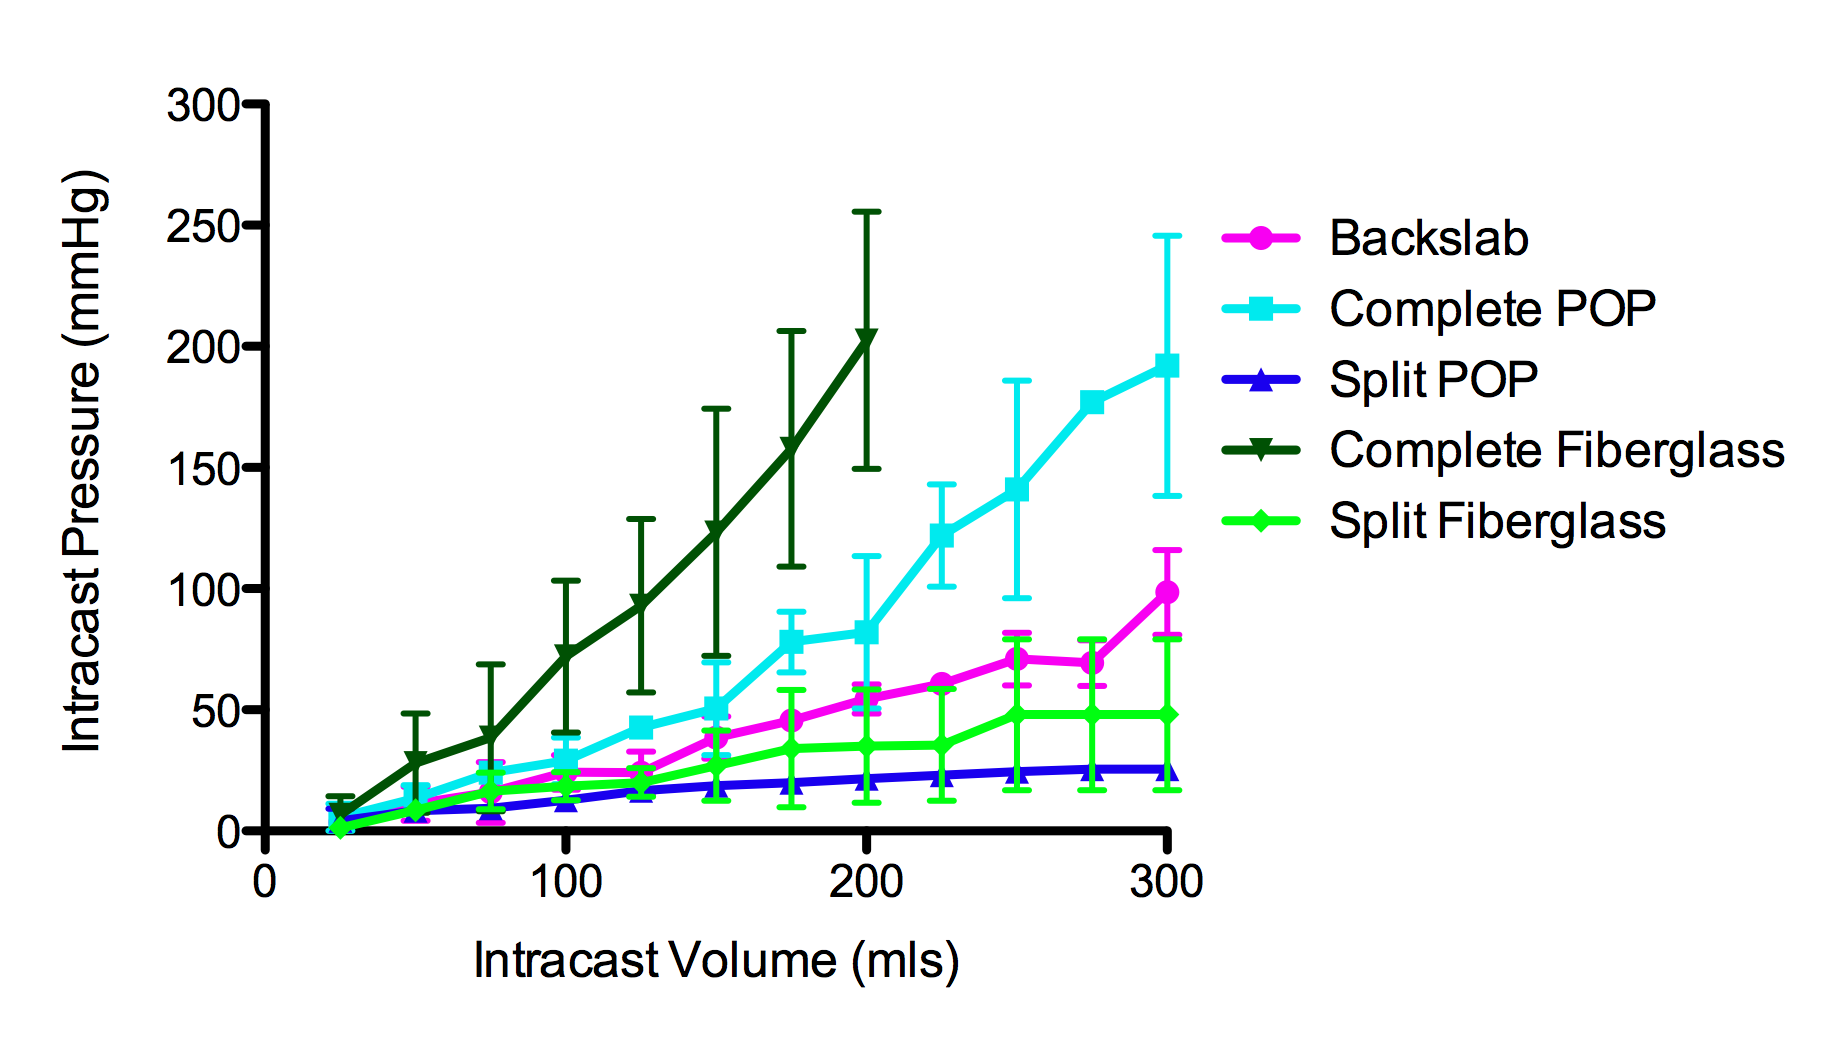 300
250
200
150
100
50
0
Intracast Pressure (mmHg)
0 100 200 300
Intracast Volume (mls)
Backslab
Complete POP
Split POP
Complete Fiberglass
Split Fiberglass